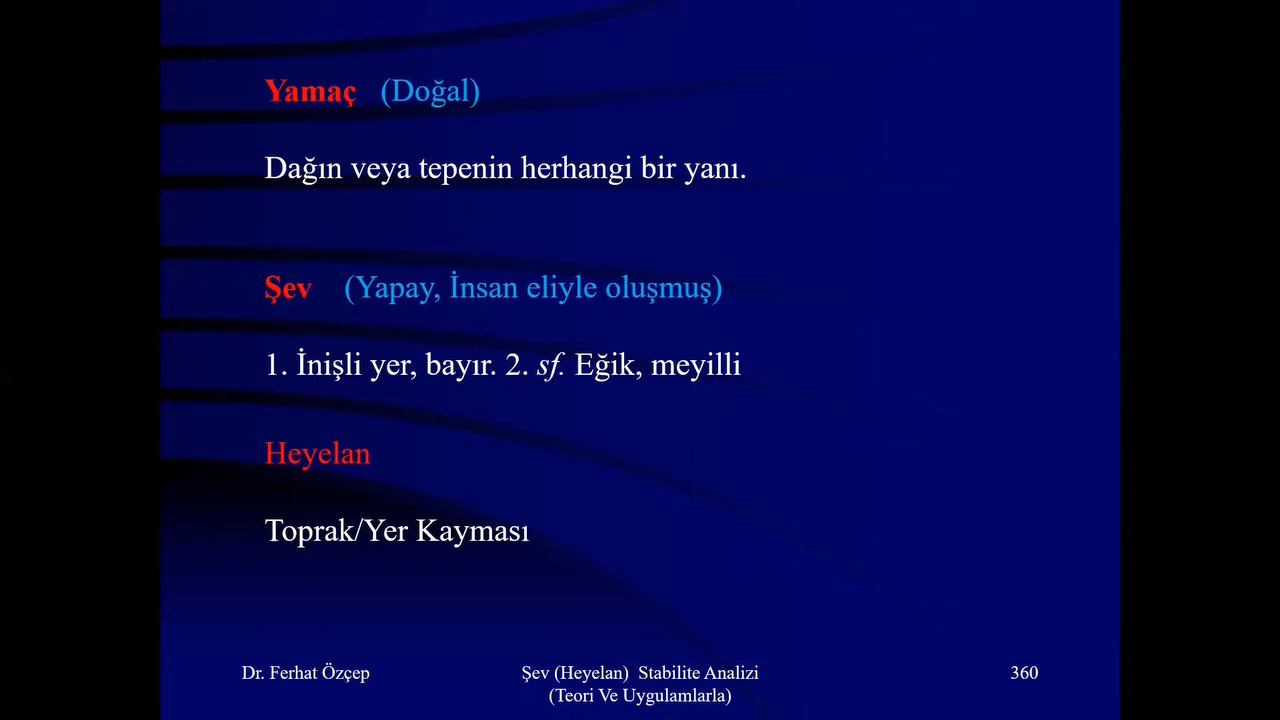 Yamaç (Doğal)
Dağın veya tepenin herhangi bir yanı.
Şev (Yapay, İnsan eliyle oluşmuş)
1. İnişli yer, bayır. 2. sf. Eğik, meyilli
Heyelan
Toprak/Yer Kayması
Dr. Ferhat Özçep
Şev (Heyelan) Stabilite Analizi
(Teori Ve Uygulamlarla)
360